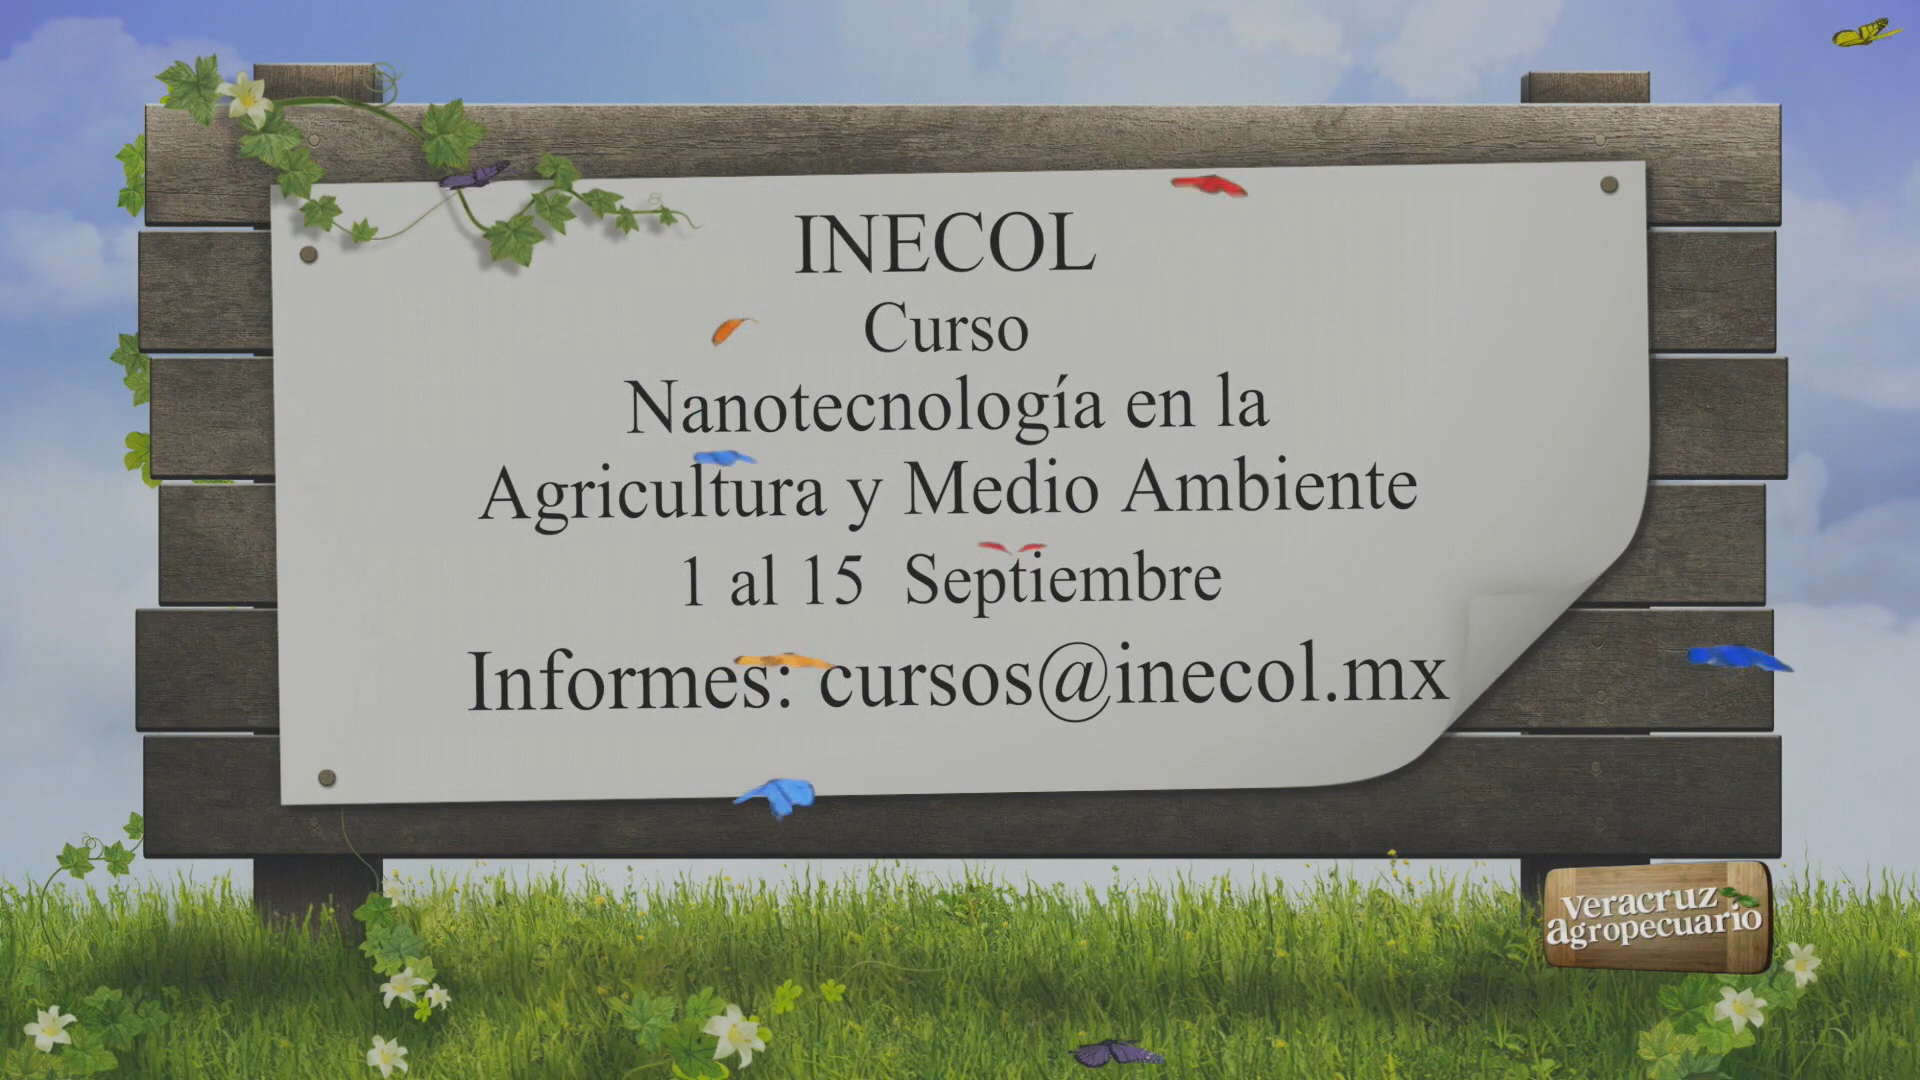 INECOL
Curso
Nanotecnología en la
Agricultura y Medio Ambiente
1 al 15 Septiembre
Informes: cursos@inecol.mx
veracruz
agropecuario